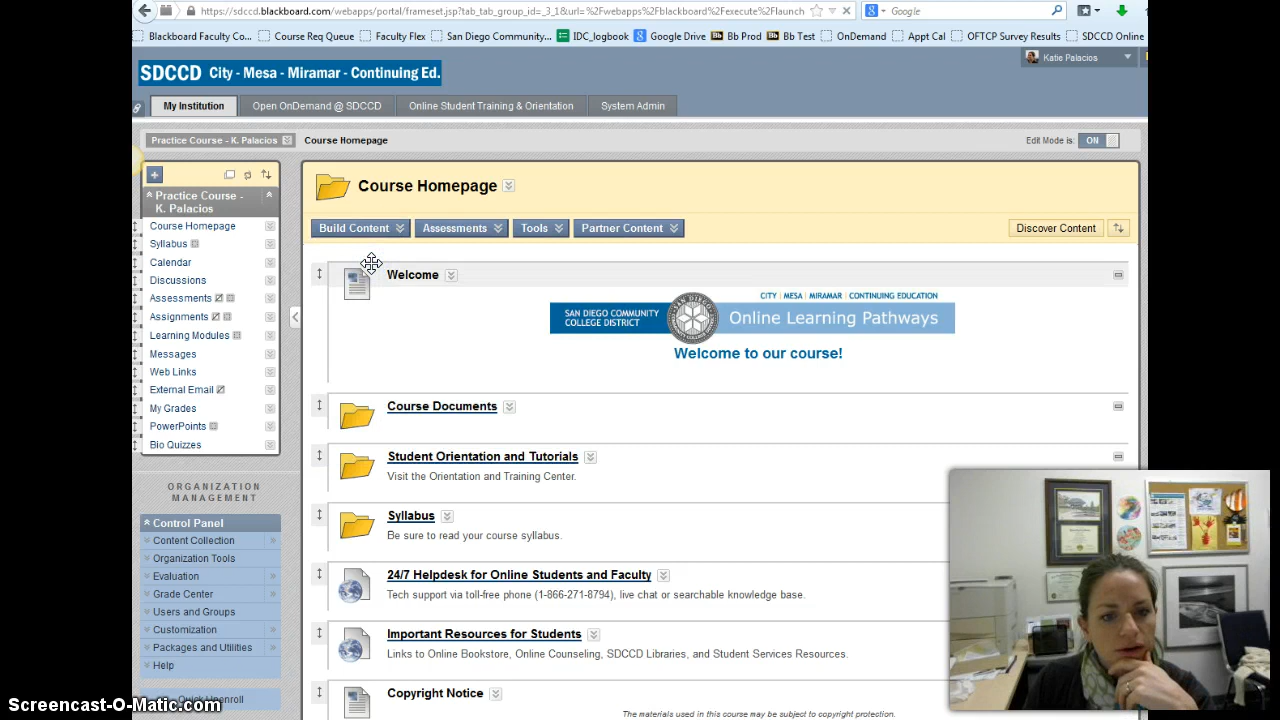 https://sdccd.blackboard.com/webapps/portal/frameset.jsp?tab_tab_group_id=_3_1&url=%2Fwebapps%2Fblackboard%2Fexecute%2Flaunch
Google
Blackboard Faculty Co...
Course Req Queue
Faculty Flex
San Diego Community...
IDC_logbook
Google Drive
Bb Prod
Bb Test
OnDemand
Appt Cal
OFTCP Survey Results
SDCCD Online
SDCCD City - Mesa - Miramar - Continuing Ed.
Katie Palacios
My Institution
Open OnDemand @ SDCCD
Online Student Training & Orientation
System Admin
Practice Course - K. Palacios
Course Homepage
Edit Mode is: ON
Practice Course -
K. Palacios
Course Homepage
Syllabus
Calendar
Discussions
Assessments
Assignments
Learning Modules
Messages
Web Links
External Email
My Grades
PowerPoints
Bio Quizzes
ORGANIZATION
MANAGEMENT
Control Panel
Content Collection
Organization Tools
Evaluation
Grade Center
Users and Groups
Customization
Packages and Utilities
Help
Course Homepage
Build Content
Assessments
Tools
Partner Content
Discover Content
Welcome
CITY | MESA | MIRAMAR | CONTINUING EDUCATION
SAN DIEGO COMMUNITY
COLLEGE DISTRICT
Online Learning Pathways
Welcome to our course!
Course Documents
Student Orientation and Tutorials
Visit the Orientation and Training Center.
Syllabus
Be sure to read your course syllabus.
24/7 Helpdesk for Online Students and Faculty
Tech support via toll-free phone (1-866-271-8794), live chat or searchable knowledge base.
Important Resources for Students
Links to Online Bookstore, Online Counseling, SDCCD Libraries, and Student Services Resources.
Copyright Notice
The materials used in this course may be subject to copyright protection.
Screencast-O-Matic.com